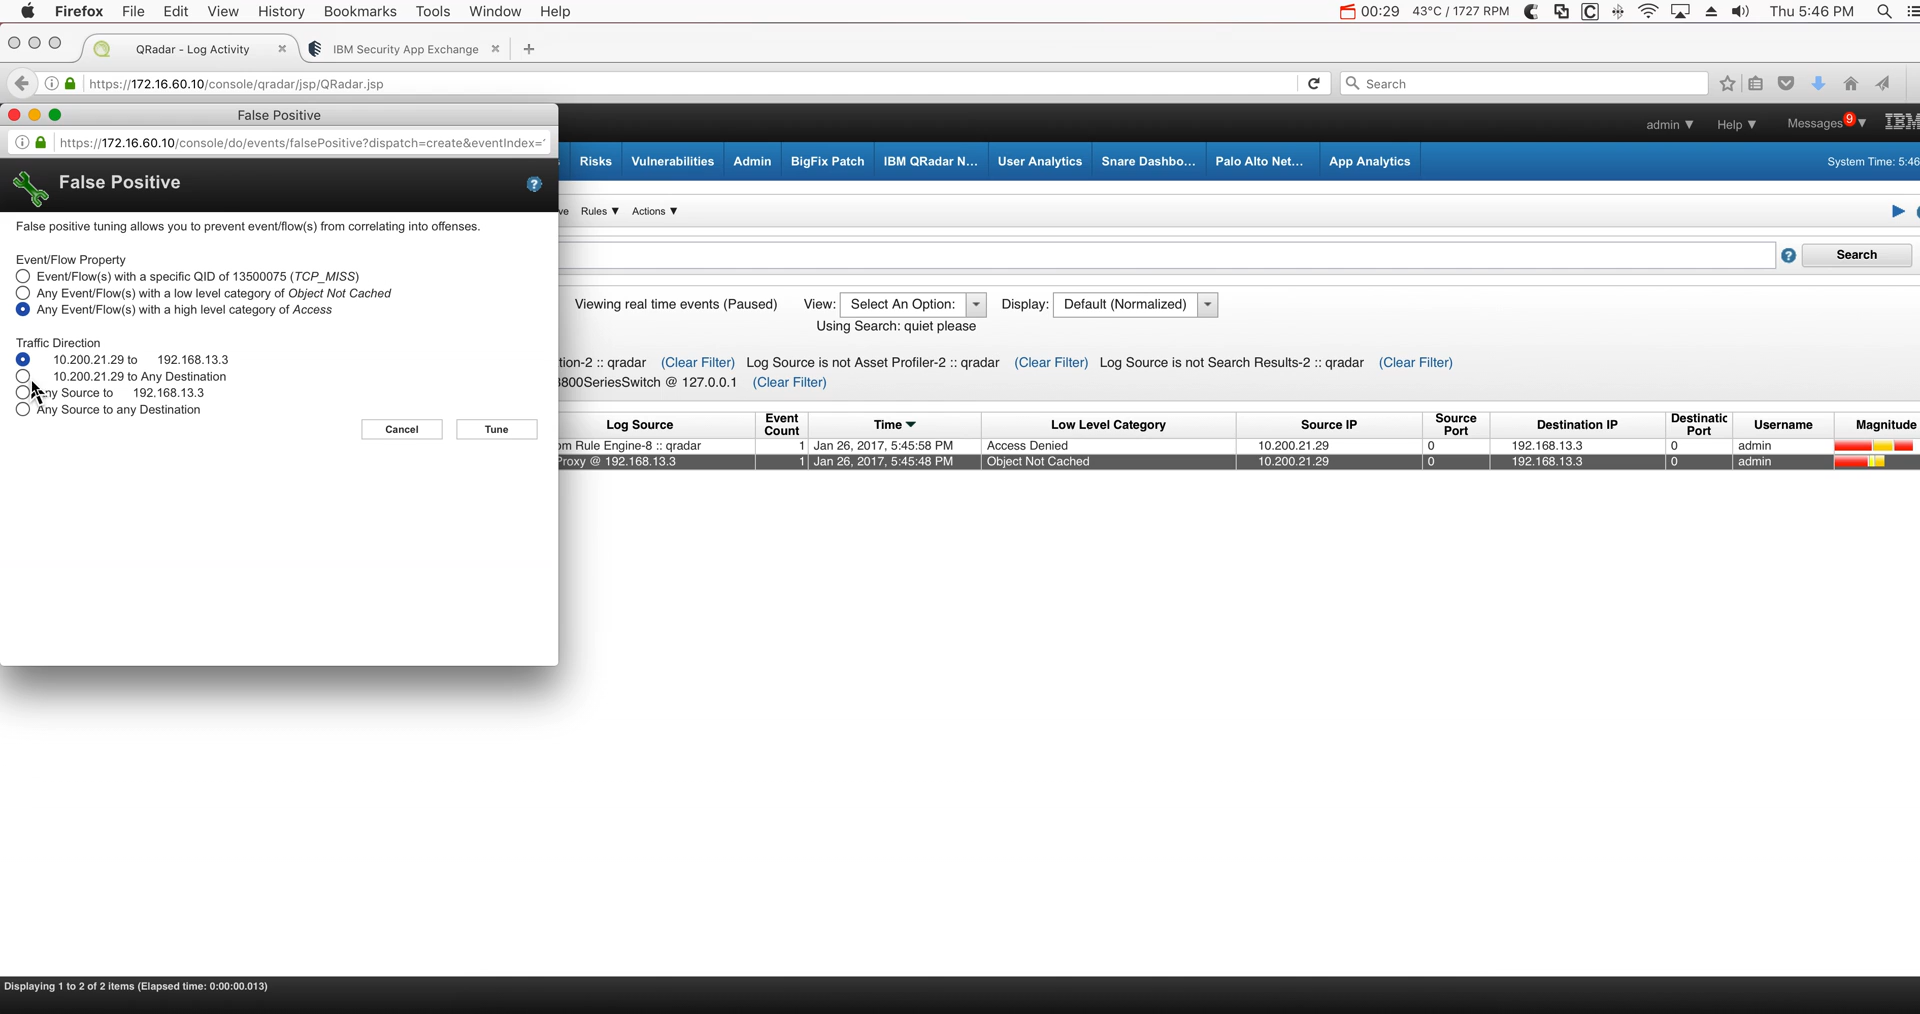 Firefox File Edit View History Bookmarks Tools Window Help 00:29 43°C / 1727 RPM Thu 5:46 PM
QRadar - Log Activity IBM Security App Exchange
https://172.16.60.10/console/qradar/jsp/QRadar.jsp Search
False Positive
https://172.16.60.10/console/do/events/falsePositive?dispatch=create&eventIndex=
admin Help Messages 9 IBM
Risks Vulnerabilities Admin BigFix Patch IBM QRadar N... User Analytics Snare Dashbo... Palo Alto Net... App Analytics System Time: 5:46
False Positive
Rules Actions
False positive tuning allows you to prevent event/flow(s) from correlating into offenses.
Search
Event/Flow Property
Event/Flow(s) with a specific QID of 13500075 (TCP_MISS)
Any Event/Flow(s) with a low level category of Object Not Cached
Any Event/Flow(s) with a high level category of Access
Viewing real time events (Paused) View: Select An Option: Display: Default (Normalized)
Using Search: quiet please
Traffic Direction
10.200.21.29 to 192.168.13.3
10.200.21.29 to Any Destination
Any Source to 192.168.13.3
Any Source to any Destination
Cancel Tune
tion-2 :: qradar (Clear Filter) Log Source is not Asset Profiler-2 :: qradar (Clear Filter) Log Source is not Search Results-2 :: qradar (Clear Filter)
800SeriesSwitch @ 127.0.0.1 (Clear Filter)
Log Source Event Count Time Low Level Category Source IP Source Port Destination IP Destinatic Port Username Magnitude
om Rule Engine-8 :: qradar 1 Jan 26, 2017, 5:45:58 PM Access Denied 10.200.21.29 0 192.168.13.3 0 admin
Proxy @ 192.168.13.3 1 Jan 26, 2017, 5:45:48 PM Object Not Cached 10.200.21.29 0 192.168.13.3 0 admin
Displaying 1 to 2 of 2 items (Elapsed time: 0:00:00.013)